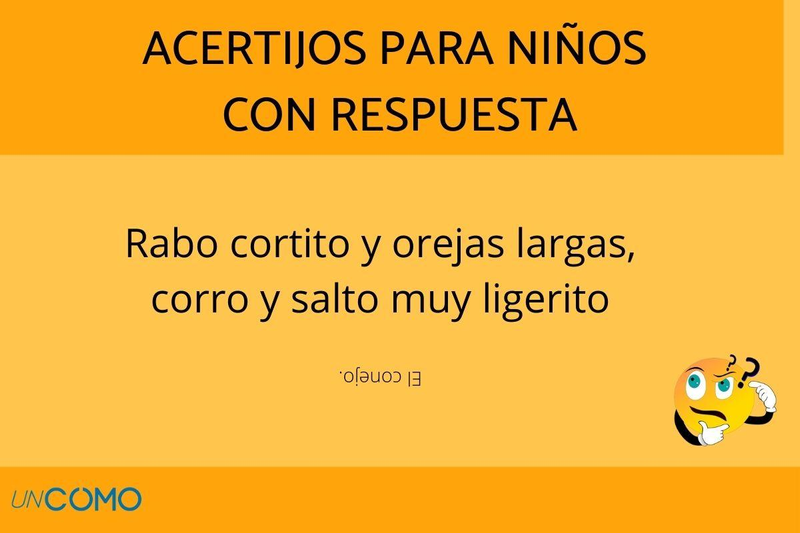 ACERTIJOS PARA NIÑOS
CON RESPUESTA
Rabo cortito y orejas largas,
corro y salto muy ligerito
El conejo.
? ?
UNCOMO